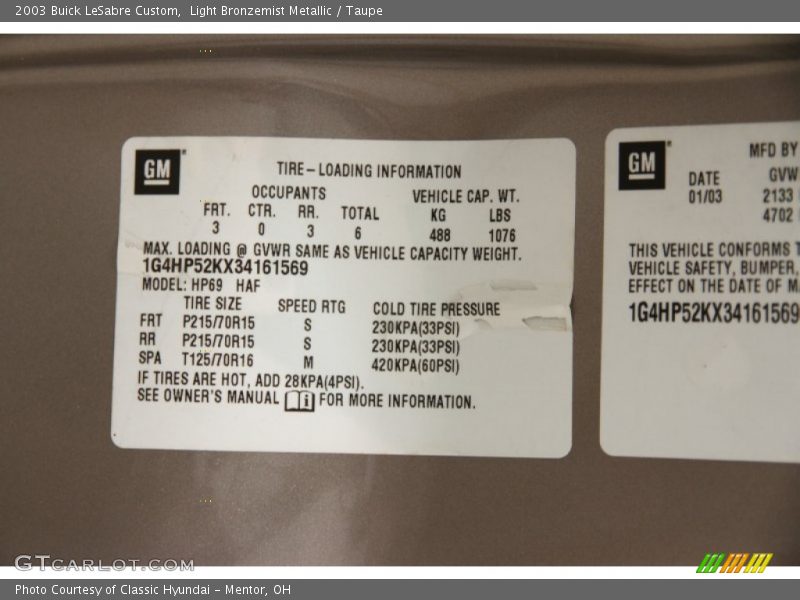 2003 Buick LeSabre Custom,  Light Bronzemist Metallic / Taupe
GM
TIRE-LOADING INFORMATION
OCCUPANTS VEHICLE CAP. WT.
FRT. CTR. RR. TOTAL KG LBS
3 0 3 6 488 1076
MAX. LOADING @ GVWR SAME AS VEHICLE CAPACITY WEIGHT.
1G4HP52KX34161569
MODEL: HP69 HAF
TIRE SIZE SPEED RTG COLD TIRE PRESSURE
FRT P215/70R15 S 230KPA(33PSI)
RR P215/70R15 S 230KPA(33PSI)
SPA T125/70R16 M 420KPA(60PSI)
IF TIRES ARE HOT, ADD 28KPA(4PSI).
SEE OWNER'S MANUAL i FOR MORE INFORMATION.
GM
MFD BY
DATE GVW
01/03 2133
4702
THIS VEHICLE CONFORMS T
VEHICLE SAFETY, BUMPER,
EFFECT ON THE DATE OF MA
1G4HP52KX34161569
GTCARLOT.COM
Photo Courtesy of Classic Hyundai - Mentor, OH